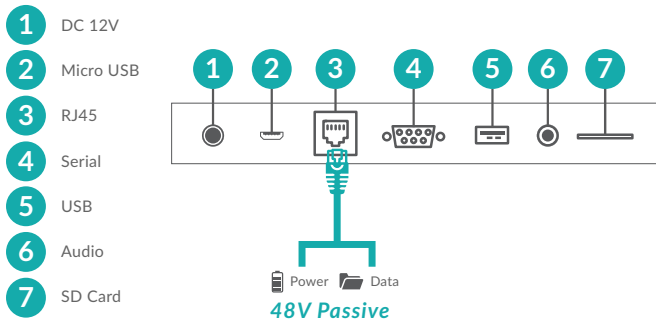 1 DC 12V
2 Micro USB
3 RJ45
4 Serial
5 USB
6 Audio
7 SD Card
1 2 3 4 5 6 7
Power Data
48V Passive